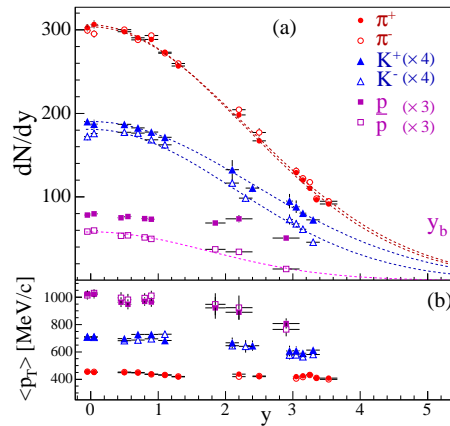 (a)
π⁺
π⁻
K⁺ (×4)
K⁻ (×4)
p (×3)
p̅ (×3)
dN/dy
300
200
100
y_b
(b)
<p_T> [MeV/c]
1000
800
600
400
0 1 2 3 4 5
y